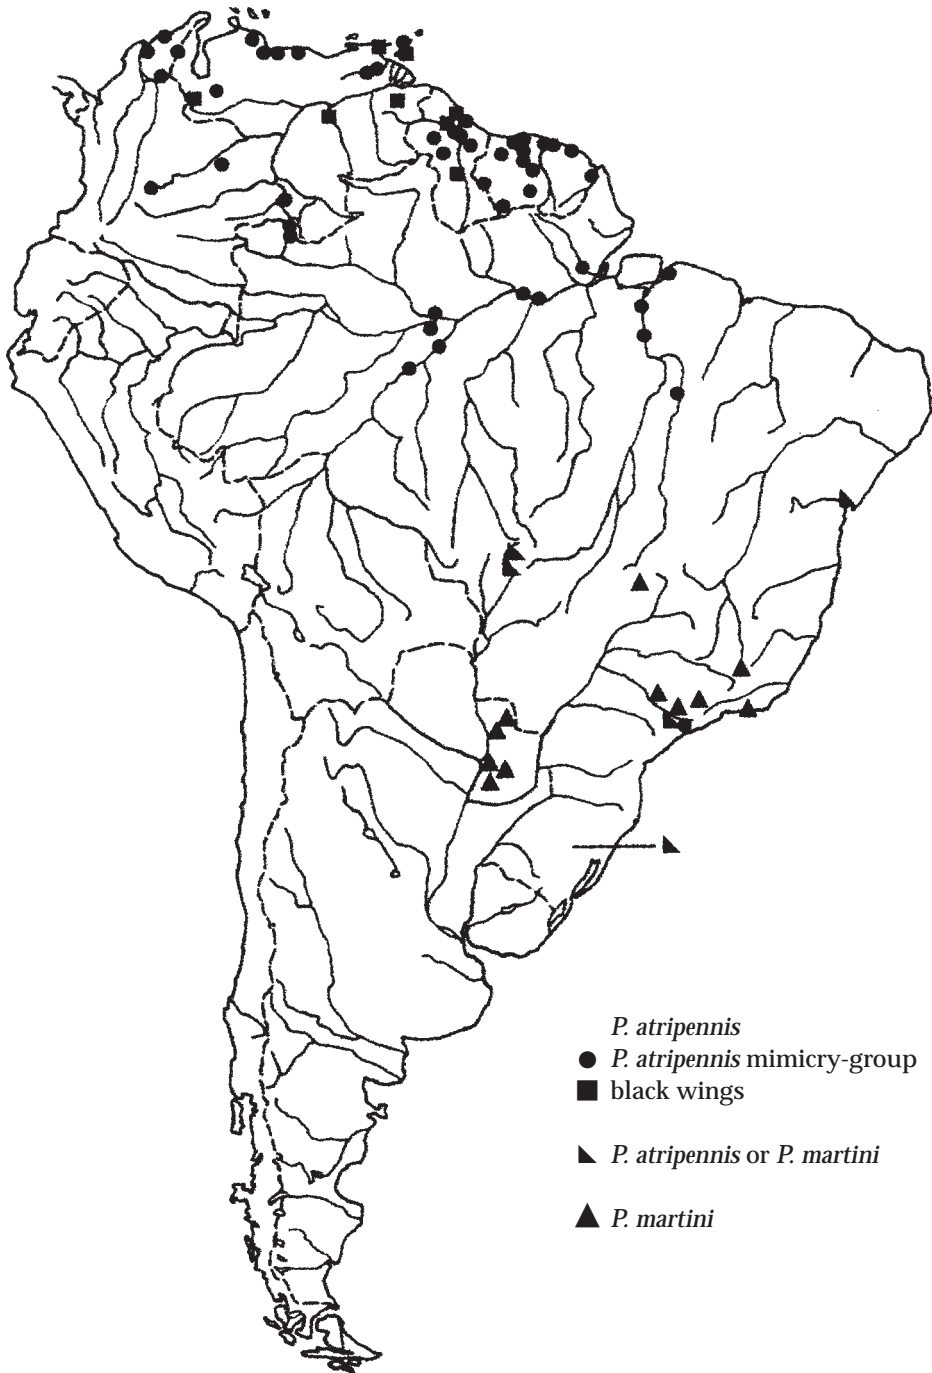 P. atripennis
P. atripennis mimicry-group
black wings
P. atripennis or P. martini
P. martini